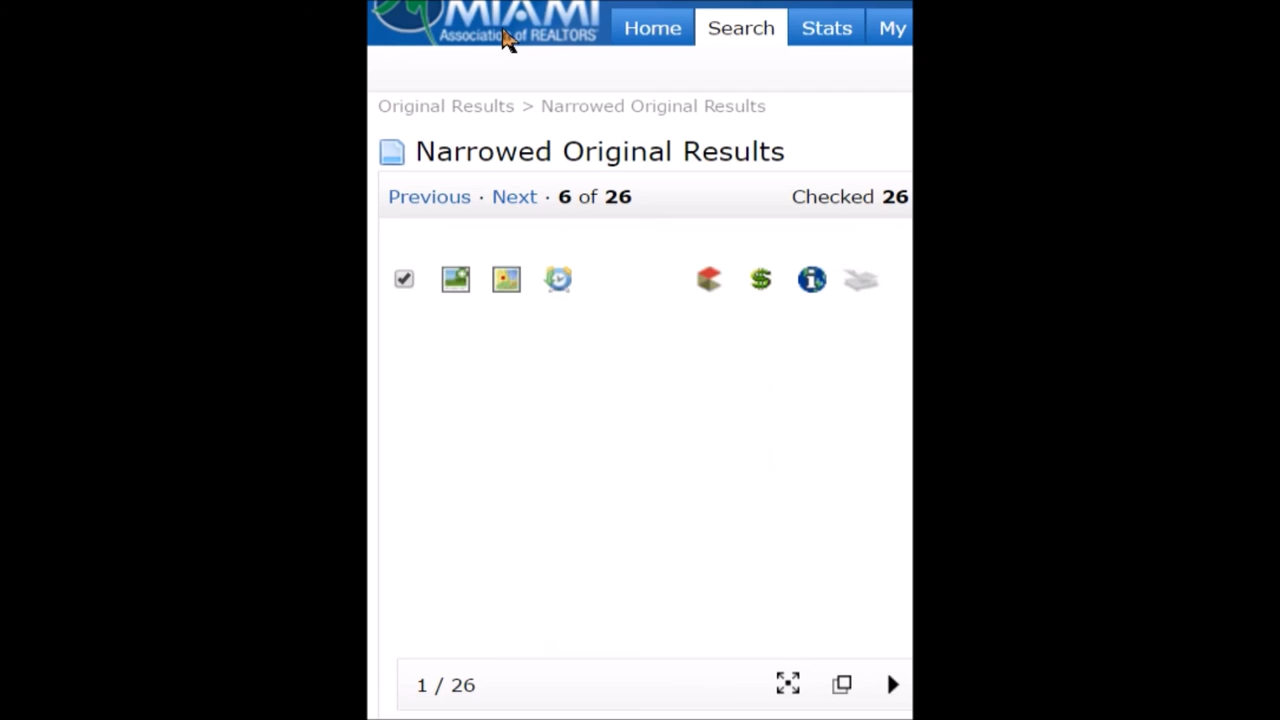 MIAMI
Association of REALTORS
Home Search Stats My
Original Results > Narrowed Original Results
Narrowed Original Results
Previous · Next · 6 of 26 Checked 26
1 / 26